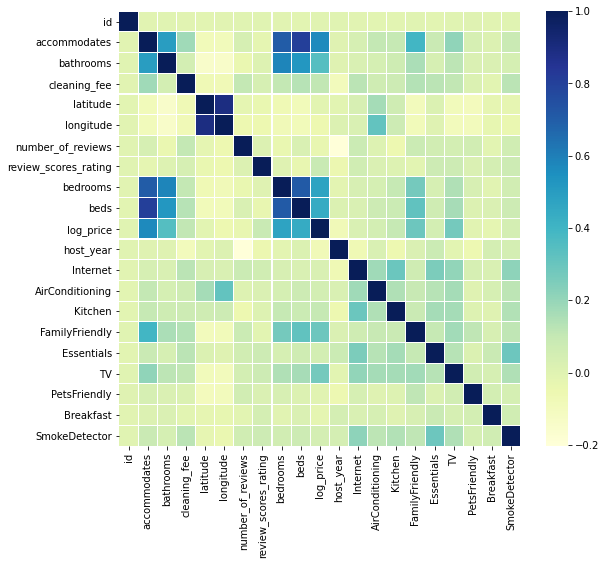 id
accommodates
bathrooms
cleaning_fee
latitude
longitude
number_of_reviews
review_scores_rating
bedrooms
beds
log_price
host_year
Internet
AirConditioning
Kitchen
FamilyFriendly
Essentials
TV
PetsFriendly
Breakfast
SmokeDetector
id
accommodates
bathrooms
cleaning_fee
latitude
longitude
number_of_reviews
review_scores_rating
bedrooms
beds
log_price
host_year
Internet
AirConditioning
Kitchen
FamilyFriendly
Essentials
TV
PetsFriendly
Breakfast
SmokeDetector
1.0
0.8
0.6
0.4
0.2
0.0
−0.2